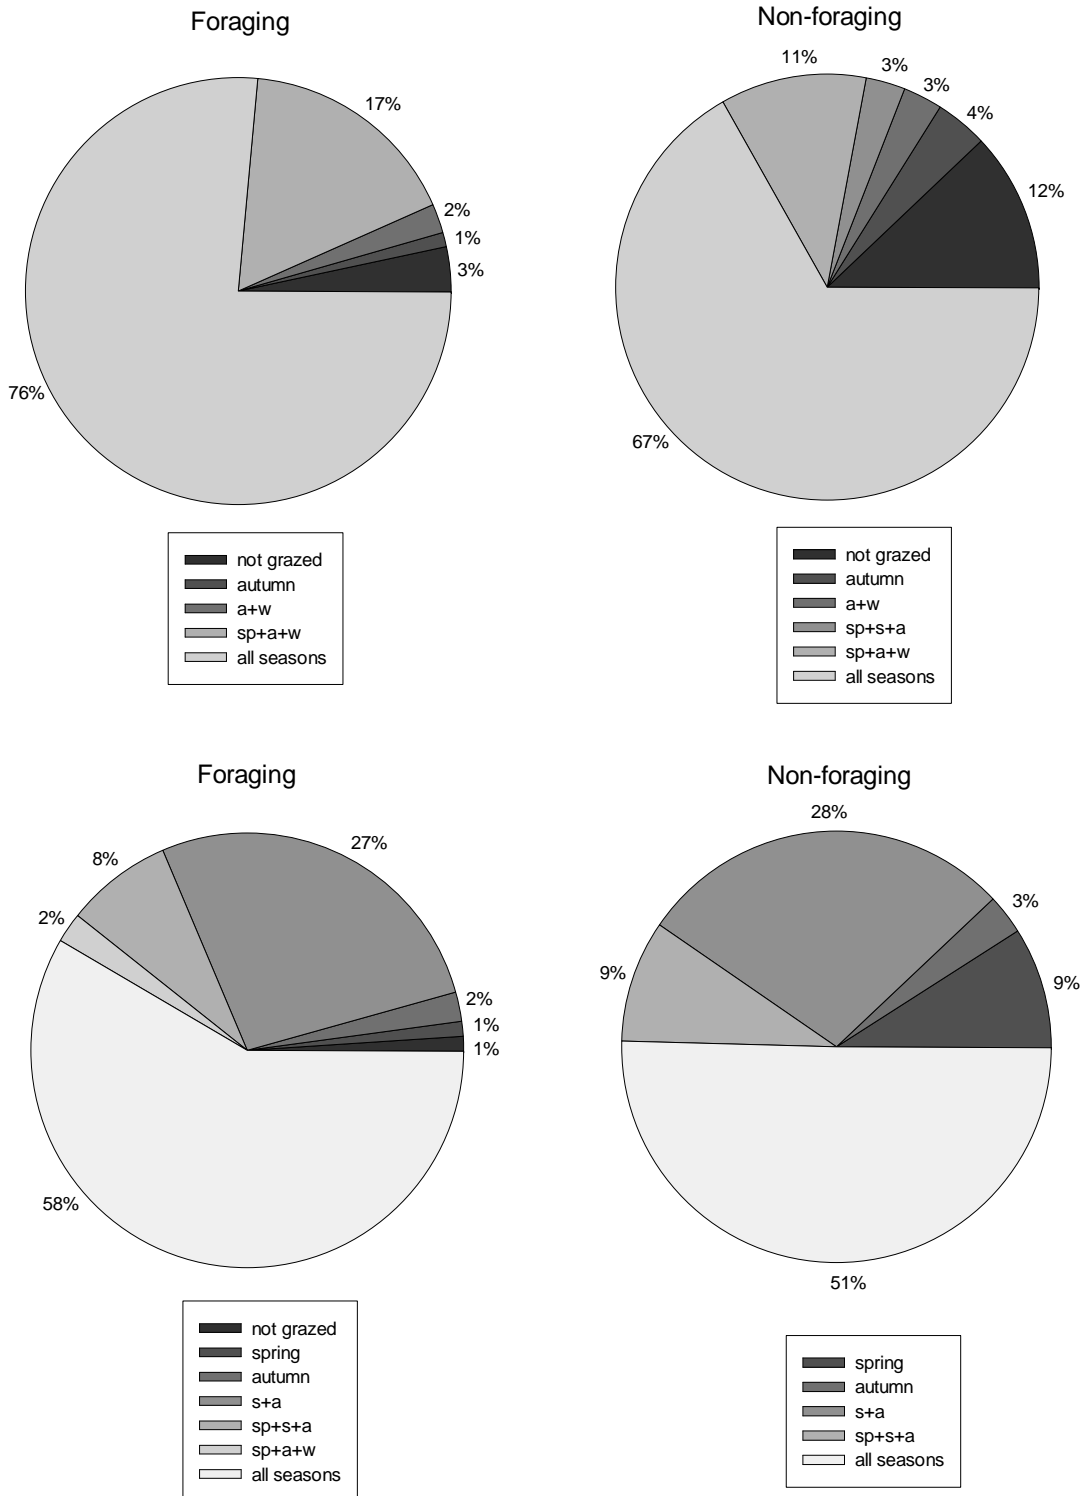 Foraging
17%
2%
1%
3%
76%
not grazed
autumn
a+w
sp+a+w
all seasons
Non-foraging
11%
3%
3%
4%
12%
67%
not grazed
autumn
a+w
sp+s+a
sp+a+w
all seasons
Foraging
27%
8%
2%
2%
1%
1%
58%
not grazed
spring
autumn
s+a
sp+s+a
sp+a+w
all seasons
Non-foraging
28%
3%
9%
9%
51%
spring
autumn
s+a
sp+s+a
all seasons